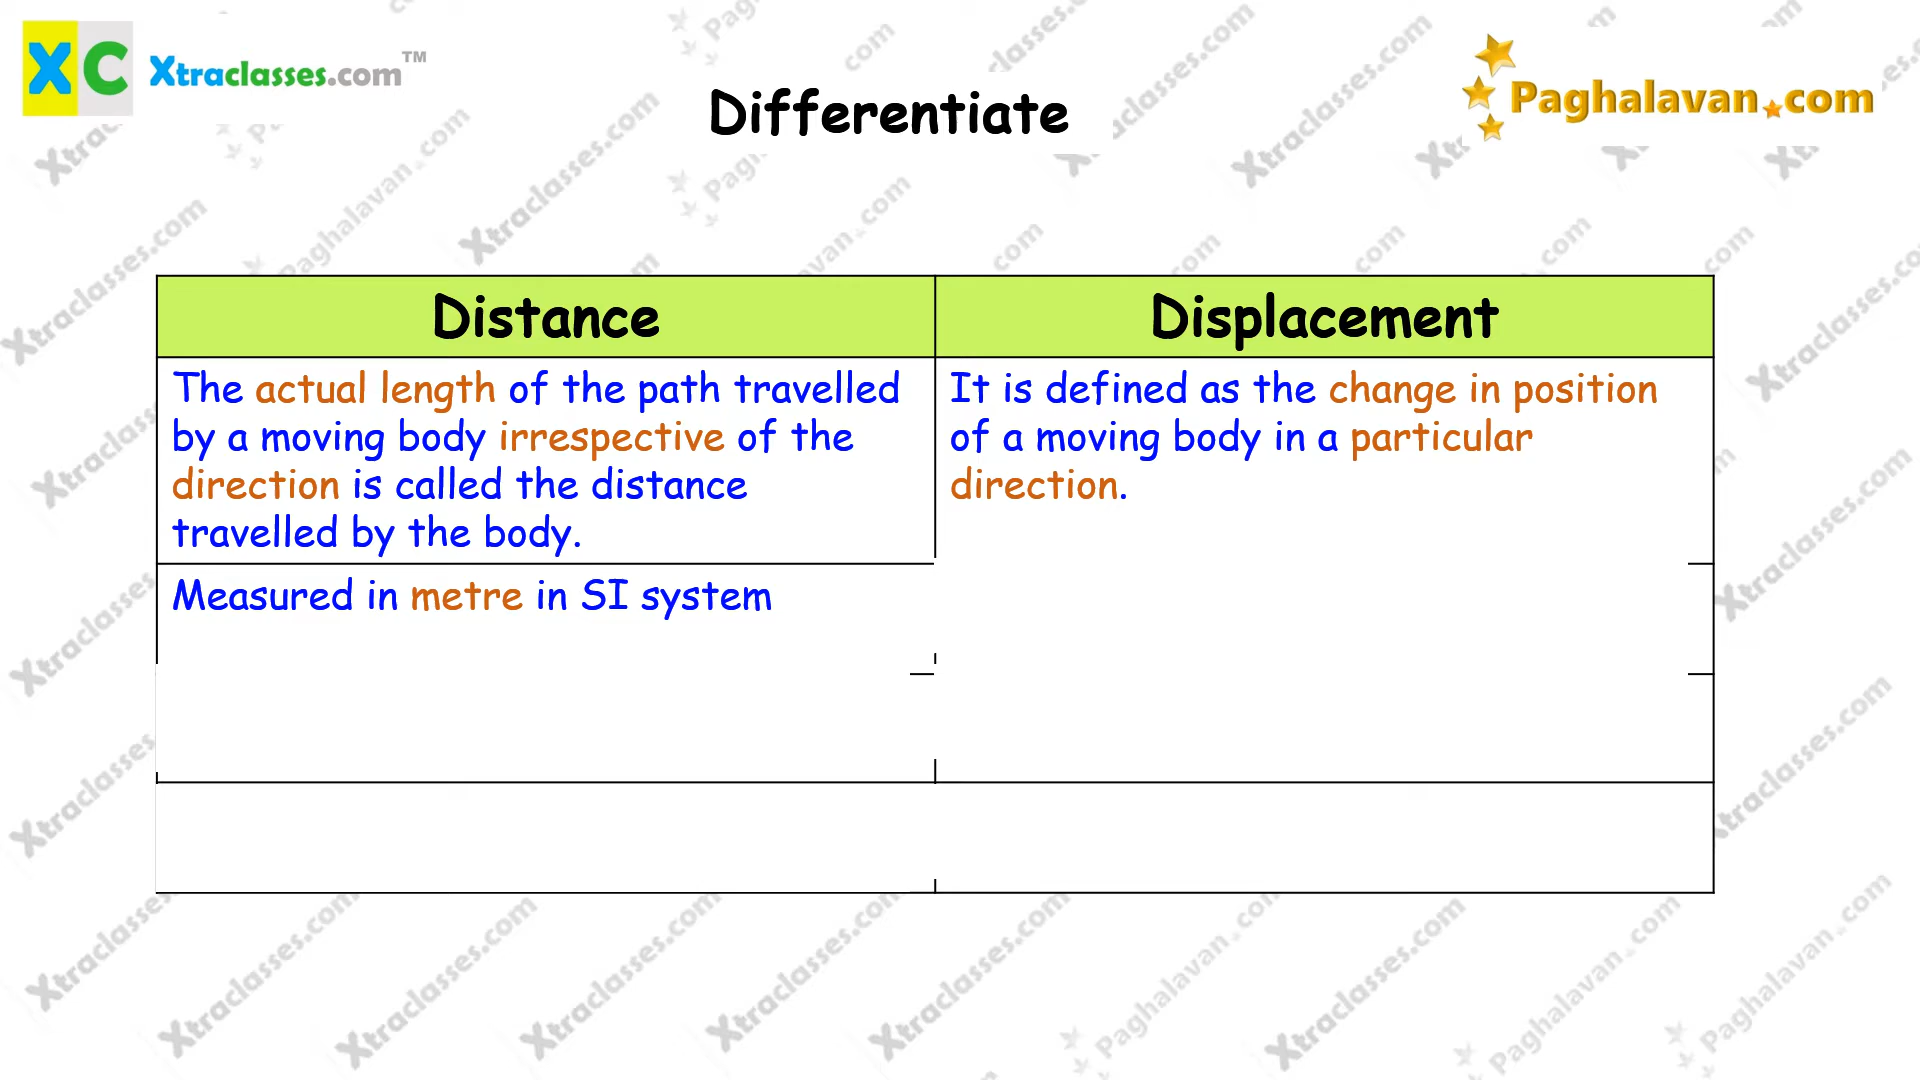 XC Xtraclasses.com™
Differentiate
Paghalavan.com
Distance
Displacement
The actual length of the path travelled
by a moving body irrespective of the
direction is called the distance
travelled by the body.
It is defined as the change in position
of a moving body in a particular
direction.
Measured in metre in SI system